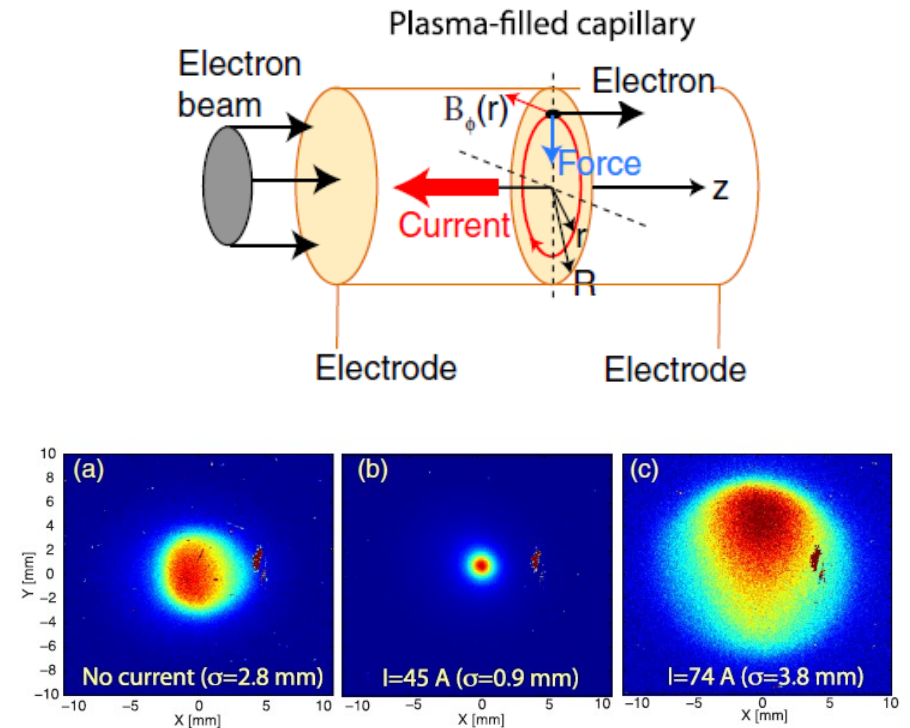 Plasma-filled capillary
Electron
beam
Bϕ(r)
Electron
Force
Current
z
r
R
Electrode
Electrode
(a)
(b)
(c)
10
8
6
4
2
0
−2
−4
−6
−8
−10
Y [mm]
No current (σ=2.8 mm)
I=45 A (σ=0.9 mm)
I=74 A (σ=3.8 mm)
−10 −5 0 5 10
−10 −5 0 5 10
−10 −5 0 5 10
X [mm]
X [mm]
X [mm]